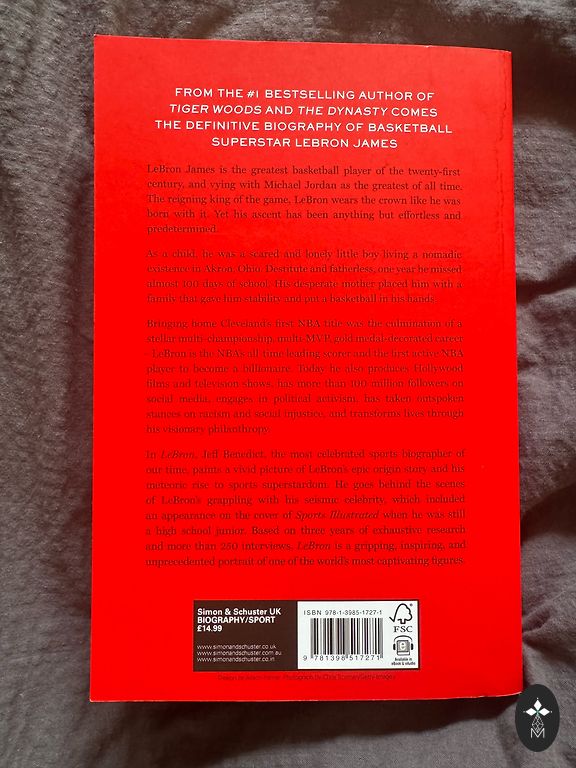 FROM THE #1 BESTSELLING AUTHOR OF
TIGER WOODS AND THE DYNASTY COMES
THE DEFINITIVE BIOGRAPHY OF BASKETBALL
SUPERSTAR LEBRON JAMES
LeBron James is the greatest basketball player of the twenty-first
century, and vying with Michael Jordan as the greatest of all time.
The reigning king of the game, LeBron wears the crown like he was
born with it. Yet his ascent has been anything but effortless and
predetermined.
As a child, he was a scared and lonely little boy living a nomadic
existence in Akron, Ohio. Destitute and fatherless, one year he missed
almost 100 days of school. His desperate mother placed him with a
family that gave him stability and put a basketball in his hands.
Bringing home Cleveland's first NBA title was the culmination of a
stellar multi-championship, multi-MVP, gold medal-decorated career
– LeBron is the NBA's all-time leading scorer and the first active NBA
player to become a billionaire. Today he also produces Hollywood
films and television shows, has more than 100 million followers on
social media, engages in political activism, has taken outspoken
stances on racism and social injustice, and transforms lives through
his visionary philanthropy.
In LeBron, Jeff Benedict, the most celebrated sports biographer of
our time, paints a vivid picture of LeBron's epic origin story and his
meteoric rise to sports superstardom. He goes behind the scenes
of LeBron's grappling with his seismic celebrity, which included
an appearance on the cover of Sports Illustrated when he was still
a high school junior. Based on three years of exhaustive research
and more than 250 interviews, LeBron is a gripping, inspiring, and
unprecedented portrait of one of the world's most captivating figures.
Simon & Schuster UK
BIOGRAPHY/SPORT
£14.99
www.simonandschuster.co.uk
www.simonandschuster.com.au
www.simonandschuster.co.in
ISBN 978-1-3985-1727-1
9 781398 517271
FSC
Available in
eBook & eAudio
Photograph by Chris Szagola/Getty Images
M